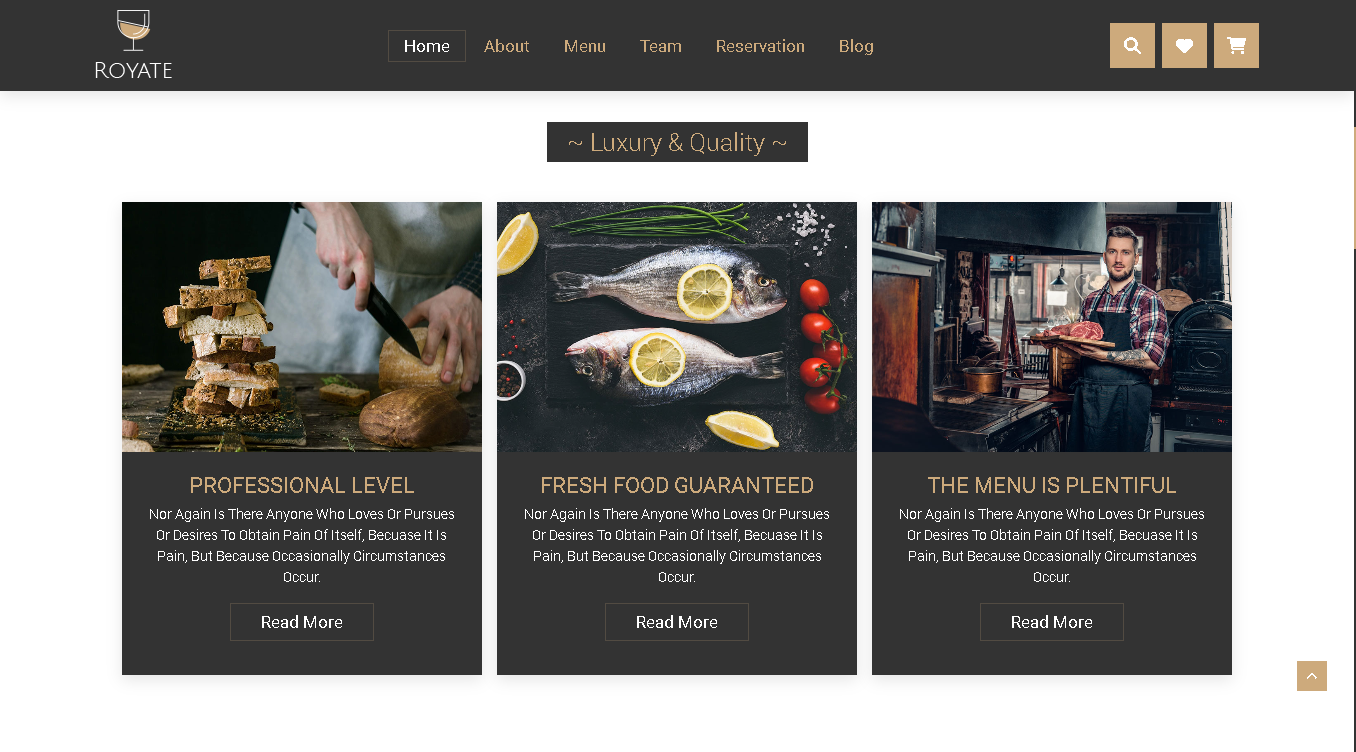 ROYATE
Home About Menu Team Reservation Blog
~ Luxury & Quality ~
PROFESSIONAL LEVEL
Nor Again Is There Anyone Who Loves Or Pursues
Or Desires To Obtain Pain Of Itself, Becuase It Is
Pain, But Because Occasionally Circumstances
Occur.
Read More
FRESH FOOD GUARANTEED
Nor Again Is There Anyone Who Loves Or Pursues
Or Desires To Obtain Pain Of Itself, Becuase It Is
Pain, But Because Occasionally Circumstances
Occur.
Read More
THE MENU IS PLENTIFUL
Nor Again Is There Anyone Who Loves Or Pursues
Or Desires To Obtain Pain Of Itself, Becuase It Is
Pain, But Because Occasionally Circumstances
Occur.
Read More